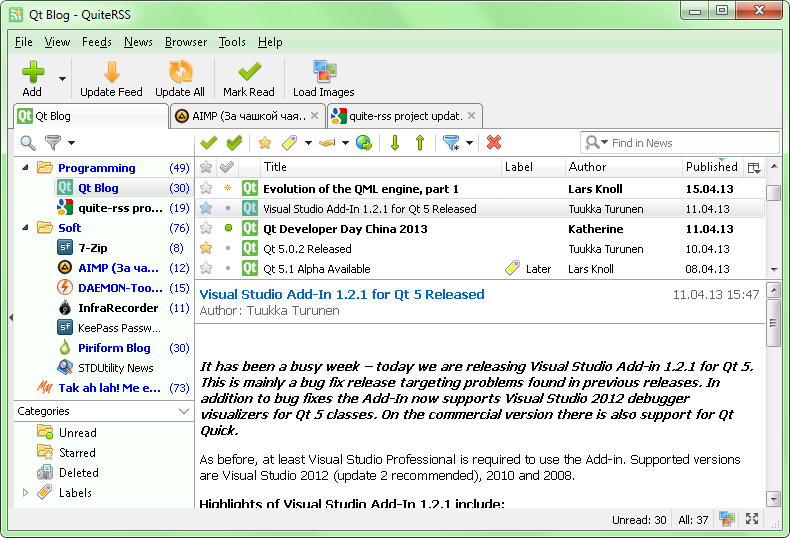 Qt Blog - QuiteRSS
File View Feeds News Browser Tools Help
Add Update Feed Update All Mark Read Load Images
Qt Blog AIMP (За чашкой чая.. quite-rss project updat.
Find in News
Programming (49)
Qt Blog (30)
quite-rss pro... (19)
Soft (76)
7-Zip (8)
AIMP (За ча... (12)
DAEMON-Too... (15)
InfraRecorder (11)
KeePass Passw...
Piriform Blog (30)
STDUtility News
Tak ah lah! Me e... (73)
Categories
Unread
Starred
Deleted
Labels
Title Label Author Published
Evolution of the QML engine, part 1 Lars Knoll 15.04.13
Visual Studio Add-In 1.2.1 for Qt 5 Released Tuukka Turunen 11.04.13
Qt Developer Day China 2013 Katherine 11.04.13
Qt 5.0.2 Released Tuukka Turunen 10.04.13
Qt 5.1 Alpha Available Later Lars Knoll 08.04.13
Visual Studio Add-In 1.2.1 for Qt 5 Released 11.04.13 15:47
Author: Tuukka Turunen
It has been a busy week – today we are releasing Visual Studio Add-in 1.2.1 for Qt 5.
This is mainly a bug fix release targeting problems found in previous releases. In
addition to bug fixes the Add-in now supports Visual Studio 2012 debugger
visualizers for Qt 5 classes. On the commercial version there is also support for Qt
Quick.
As before, at least Visual Studio Professional is required to use the Add-in. Supported versions
are Visual Studio 2012 (update 2 recommended), 2010 and 2008.
Highlights of Visual Studio Add-In 1.2.1 include:
Unread: 30 All: 37